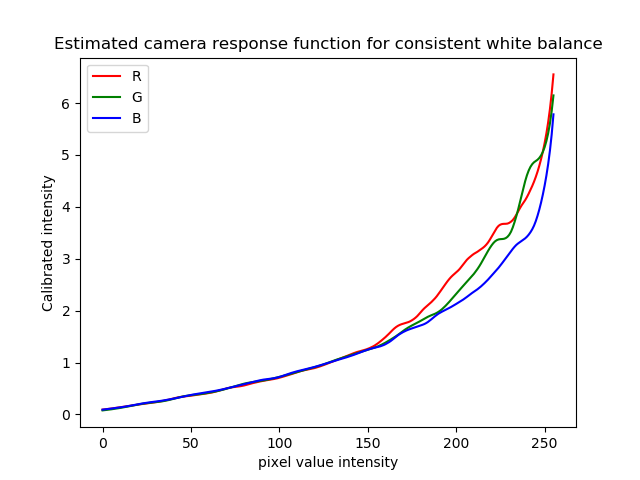 Estimated camera response function for consistent white balance
R
G
B
6
5
4
3
2
1
0
Calibrated intensity
0 50 100 150 200 250
pixel value intensity